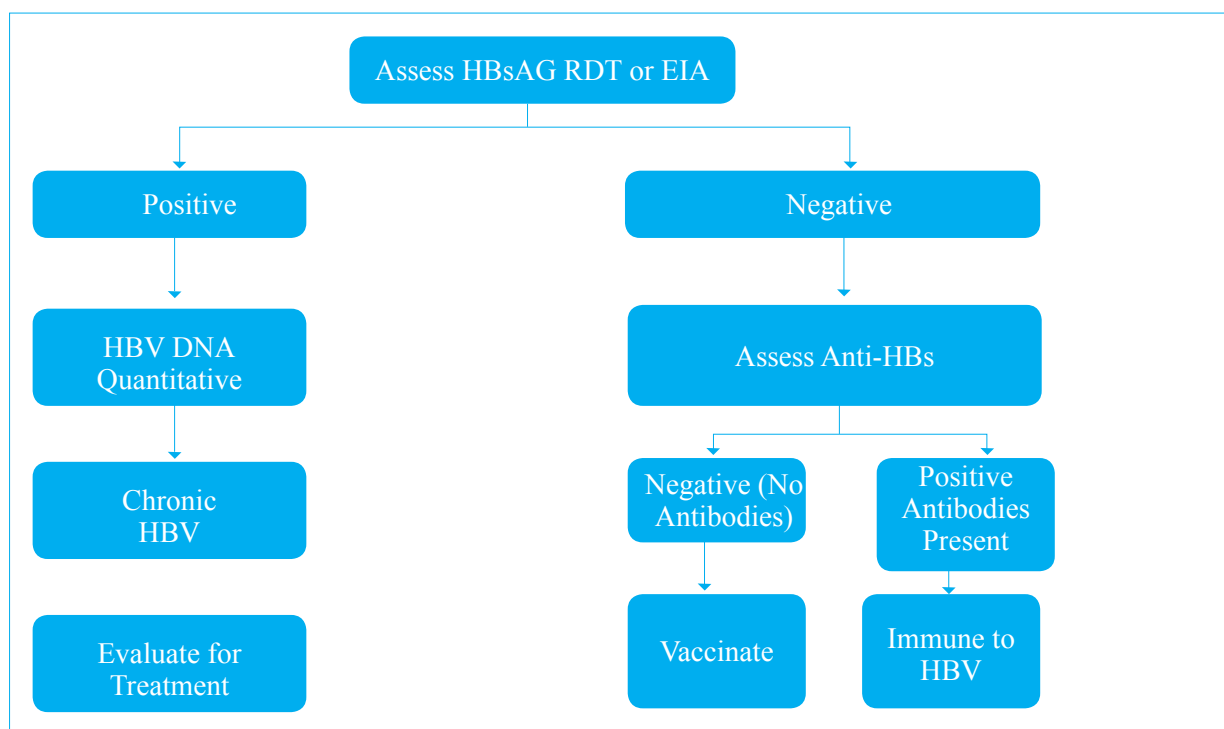 Assess HBsAG RDT or EIA
Positive
Negative
HBV DNA
Quantitative
Assess Anti-HBs
Chronic
HBV
Negative (No
Antibodies)
Positive
Antibodies
Present
Evaluate for
Treatment
Vaccinate
Immune to
HBV